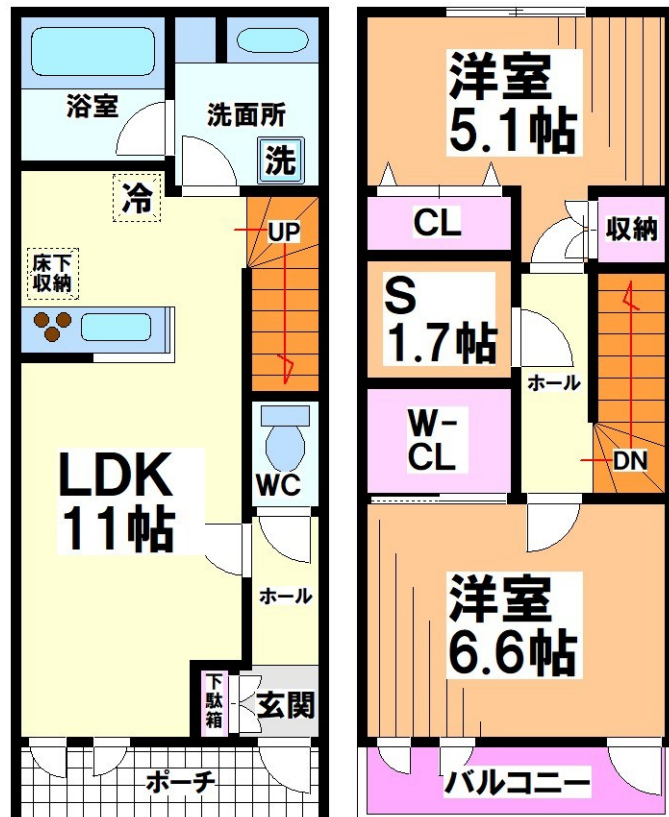 浴室
洗面所
洗
冷
UP
床下
収納
LDK
11帖
WC
ホール
下駄箱
玄関
ポーチ
洋室
5.1帖
CL
収納
S
1.7帖
ホール
W-
CL
DN
洋室
6.6帖
バルコニー